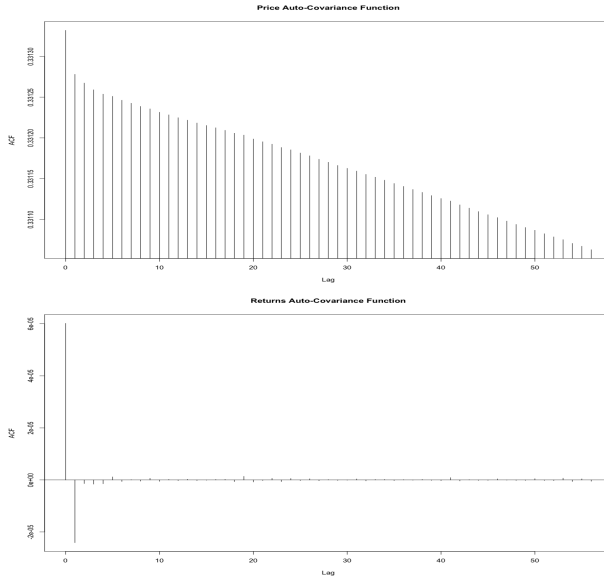 Price Auto-Covariance Function
0.33130
0.33125
0.33120
0.33115
0.33110
ACF
0 10 20 30 40 50
Lag
Returns Auto-Covariance Function
6e-05
4e-05
2e-05
0e+00
-2e-05
ACF
0 10 20 30 40 50
Lag